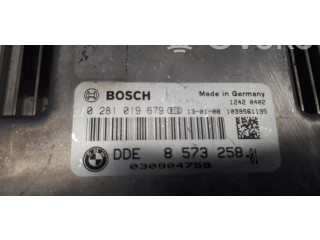 BOSCH
Made in Germany
1242 0402
0 281 019 679 13-01-08 1039S61195
DDE 8 573 258-01
030904759